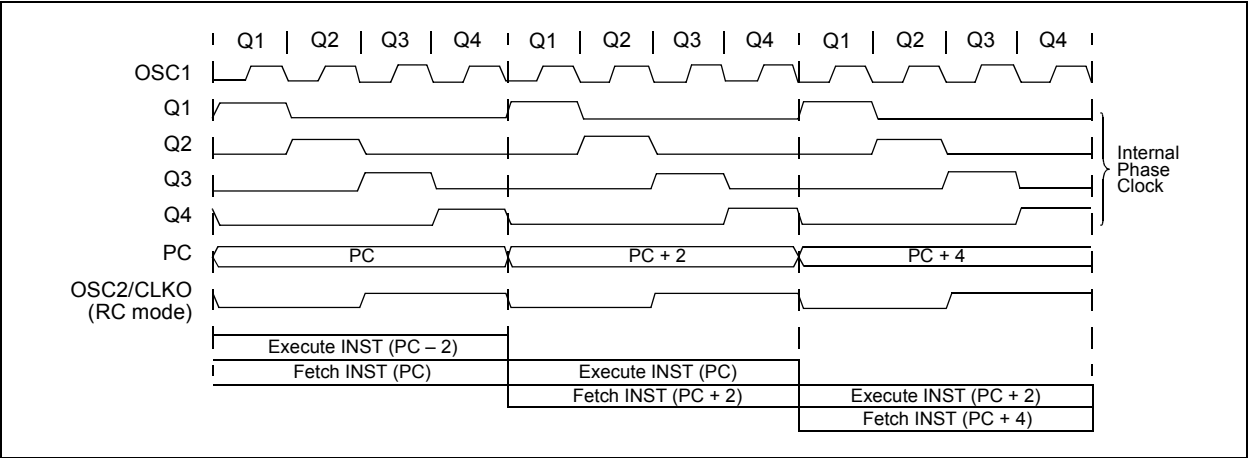 Q1 Q2 Q3 Q4 Q1 Q2 Q3 Q4 Q1 Q2 Q3 Q4
OSC1
Q1
Q2
Q3
Q4
Internal
Phase
Clock
PC
PC PC + 2 PC + 4
OSC2/CLKO
(RC mode)
Execute INST (PC – 2)
Fetch INST (PC) Execute INST (PC)
Fetch INST (PC + 2) Execute INST (PC + 2)
Fetch INST (PC + 4)